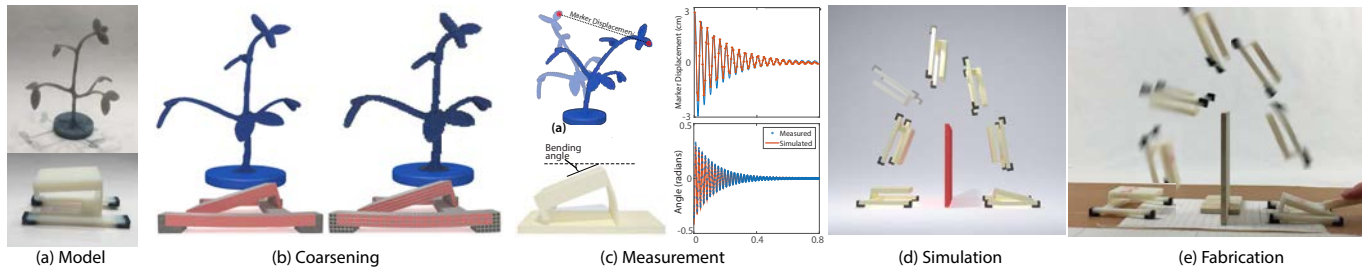 Marker Displacement
(a)
Bending
angle
Marker Displacement (cm)
3
0
-3
Angle (radians)
0.5
0
-0.5
Measured
Simulated
0
0.4
0.8
(a) Model
(b) Coarsening
(c) Measurement
(d) Simulation
(e) Fabrication